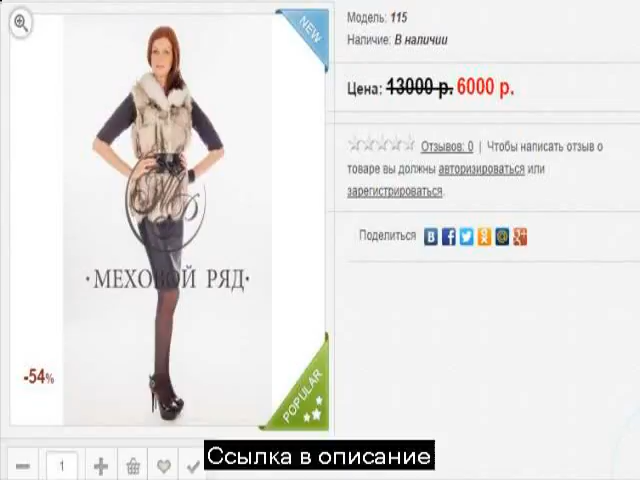 NEW
Модель: 115
Наличие: В наличии
Цена: 13000 р. 6000 р.
Отзывов: 0 | Чтобы написать отзыв о
товаре вы должны авторизироваться или
зарегистрироваться.
Поделиться
·МЕХОВОЙ РЯД·
-54%
POPULAR
1
Ссылка в описание